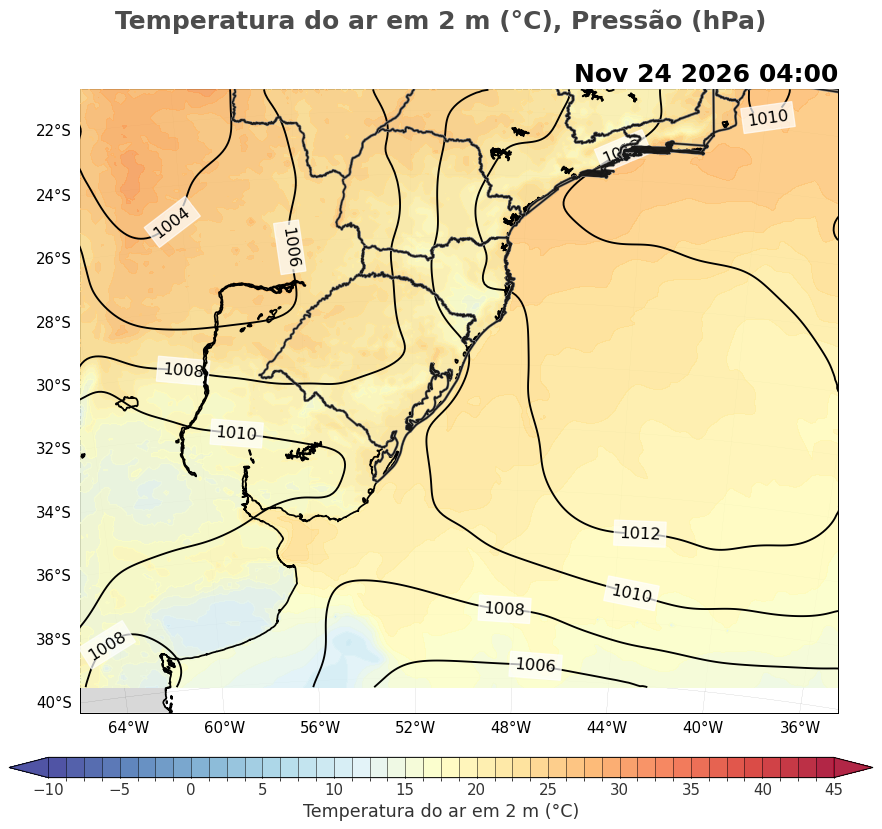 Temperatura do ar em 2 m (°C), Pressão (hPa)
Nov 24 2026 04:00
22°S
24°S
26°S
28°S
30°S
32°S
34°S
36°S
38°S
40°S
1010
1004
1006
1008
1010
1012
1010
1008
1008
1006
64°W 60°W 56°W 52°W 48°W 44°W 40°W 36°W
−10 −5 0 5 10 15 20 25 30 35 40 45
Temperatura do ar em 2 m (°C)